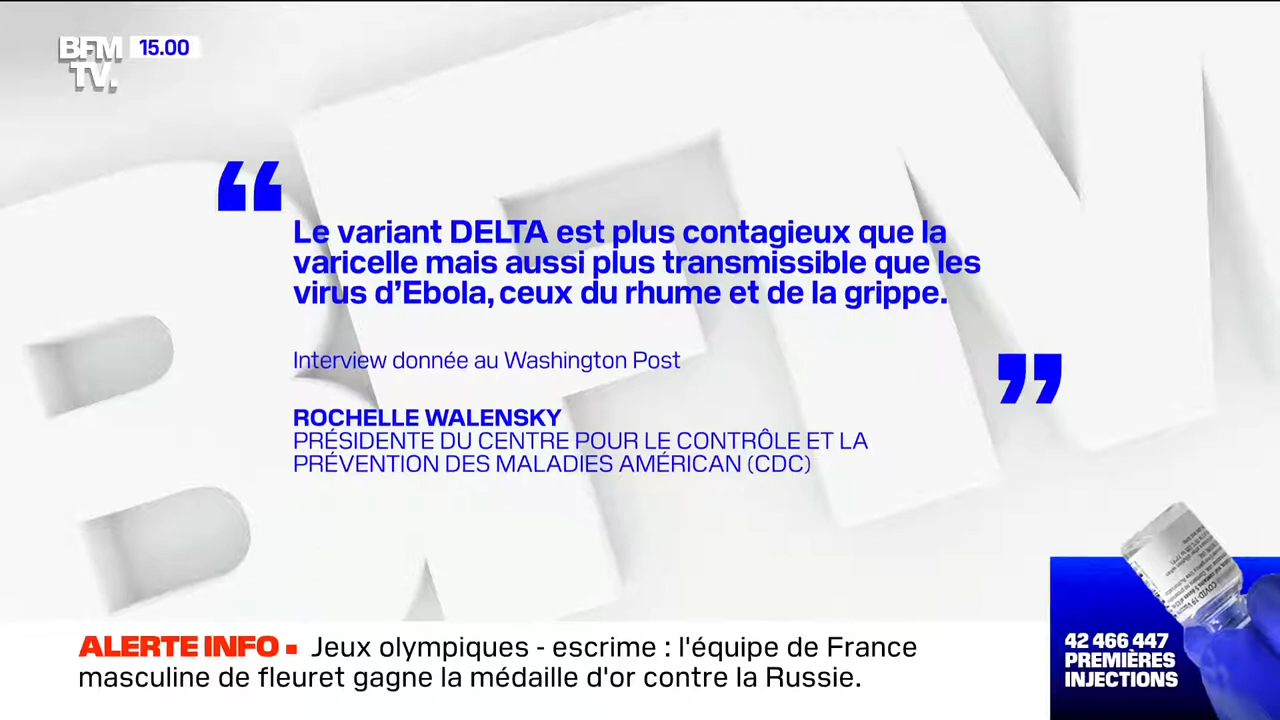 BFM
TV.
15.00
“
Le variant DELTA est plus contagieux que la
varicelle mais aussi plus transmissible que les
virus d’Ebola, ceux du rhume et de la grippe.
Interview donnée au Washington Post
”
ROCHELLE WALENSKY
PRÉSIDENTE DU CENTRE POUR LE CONTRÔLE ET LA
PRÉVENTION DES MALADIES AMÉRICAN (CDC)
ALERTE INFO ▪ Jeux olympiques - escrime : l'équipe de France
masculine de fleuret gagne la médaille d'or contre la Russie.
42 466 447
PREMIÈRES
INJECTIONS